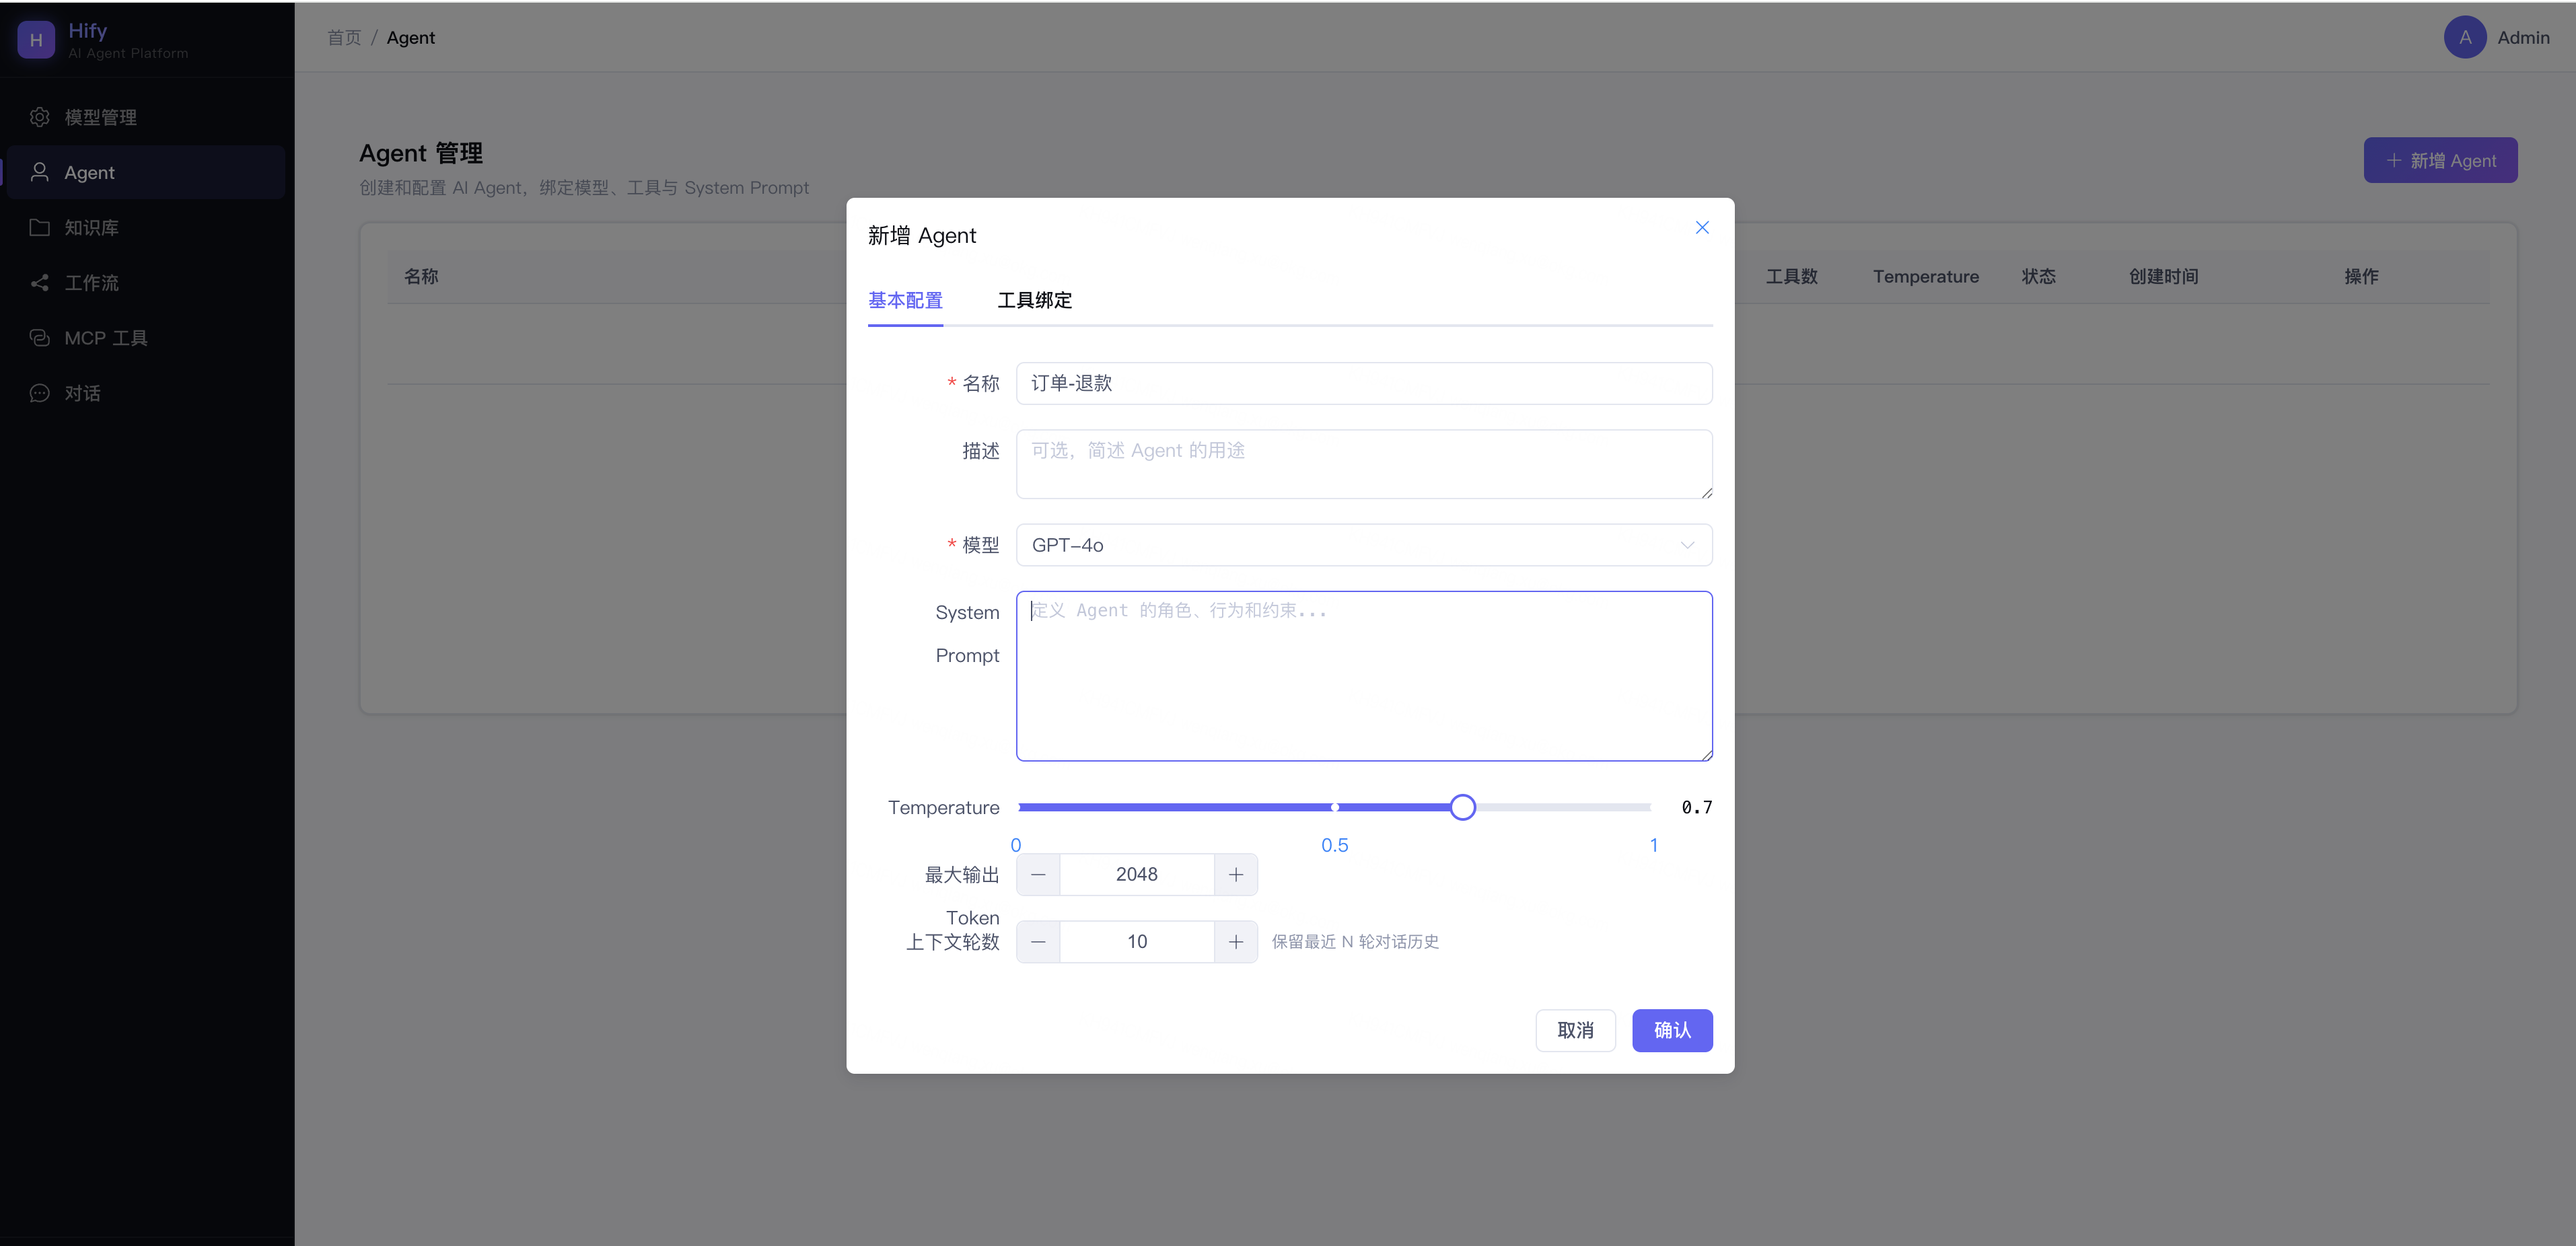 H
Hify
AI Agent Platform
模型管理
Agent
知识库
工作流
MCP 工具
对话
首页 / Agent
A
Admin
Agent 管理
创建和配置 AI Agent，绑定模型、工具与 System Prompt
+ 新增 Agent
名称
工具数
Temperature
状态
创建时间
操作
新增 Agent
基本配置
工具绑定
* 名称
订单-退款
描述
可选，简述 Agent 的用途
* 模型
GPT-4o
System
Prompt
定义 Agent 的角色、行为和约束...
Temperature
0.7
0
0.5
1
最大输出
Token
2048
上下文轮数
10
保留最近 N 轮对话历史
取消
确认